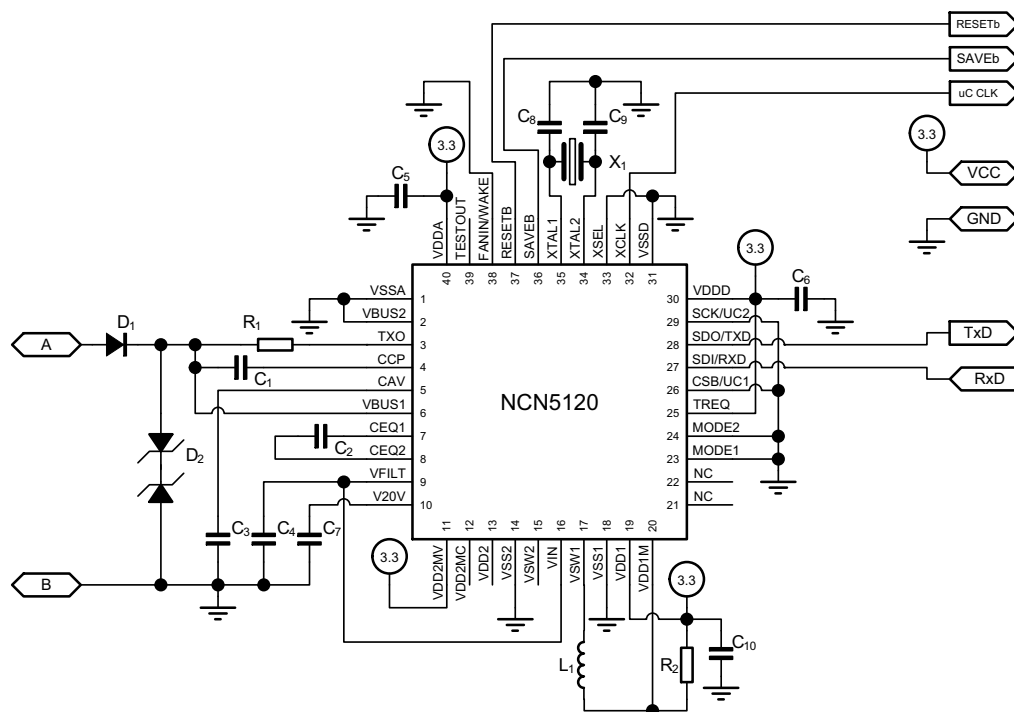 RESETb
SAVEb
uC CLK
C8
C9
3.3
3.3
X1
VCC
C5
GND
VDDA
TESTOUT
FANIN/WAKE
RESETB
SAVEB
XTAL1
XTAL2
XSEL
XCLK
VSSD
3.3
40
39
38
37
36
35
34
33
32
31
C6
VSSA
1
30
VDDD
VBUS2
2
29
SCK/UC2
D1
R1
TXO
3
28
SDO/TXD
TxD
A
CCP
4
27
SDI/RXD
C1
CAV
5
26
CSB/UC1
RxD
VBUS1
6
NCN5120
25
TREQ
CEQ1
7
24
MODE2
C2
D2
CEQ2
8
23
MODE1
VFILT
9
22
NC
V20V
10
21
NC
C3
C4
C7
11
12
13
14
15
16
17
18
19
20
3.3
VDD2MV
VDD2MC
VDD2
VSS2
VSW2
VIN
VSW1
VSS1
VDD1
VDD1M
3.3
B
L1
R2
C10